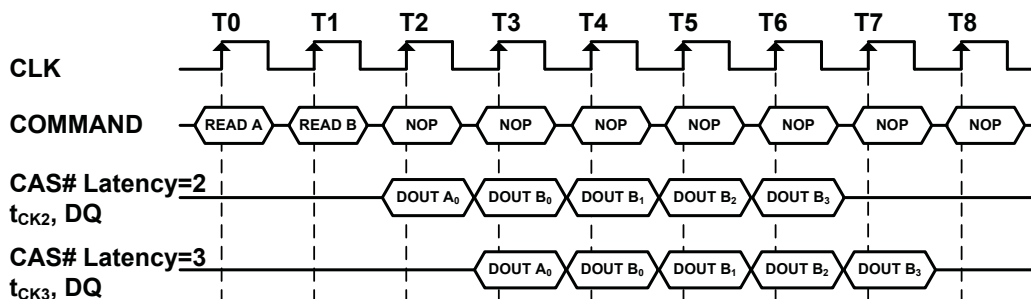 T0 T1 T2 T3 T4 T5 T6 T7 T8
CLK
COMMAND READ A READ B NOP NOP NOP NOP NOP NOP NOP
CAS# Latency=2
tCK2, DQ DOUT A0 DOUT B0 DOUT B1 DOUT B2 DOUT B3
CAS# Latency=3
tCK3, DQ DOUT A0 DOUT B0 DOUT B1 DOUT B2 DOUT B3